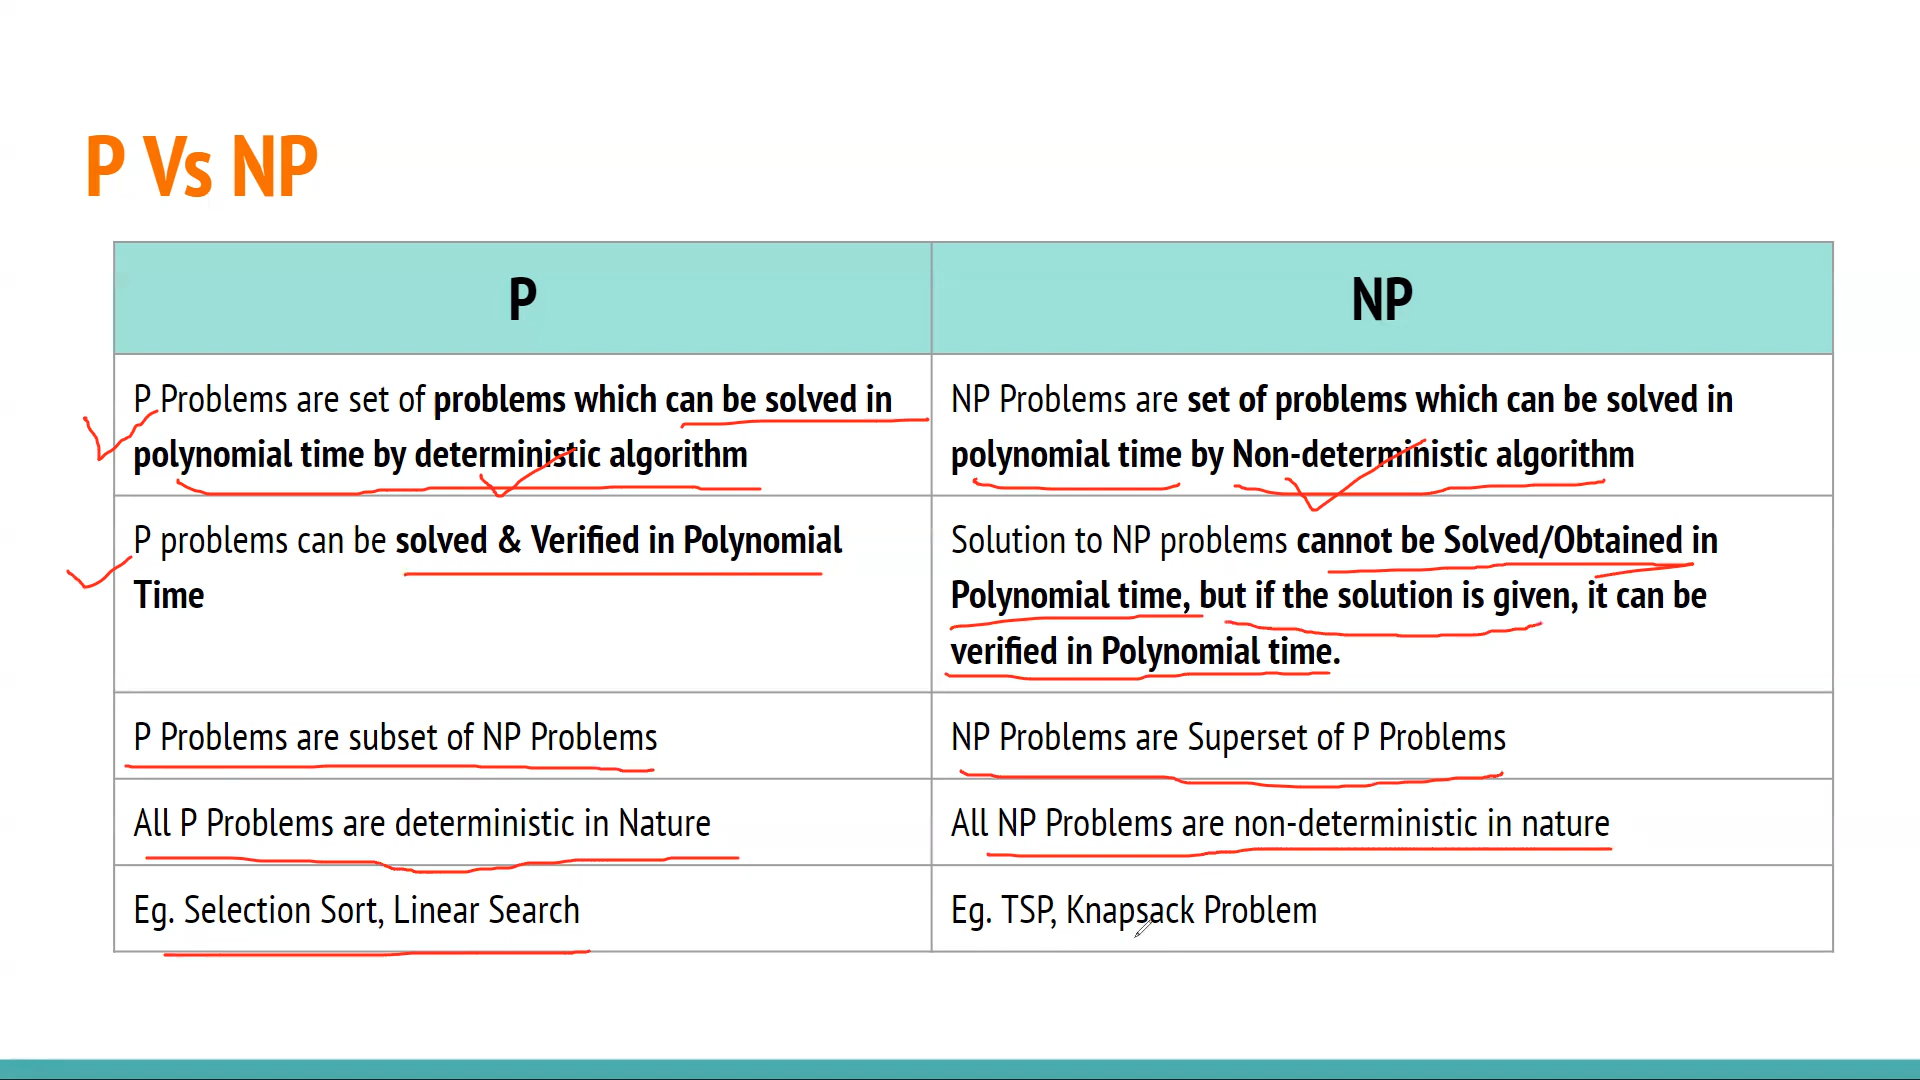 P Vs NP
P
NP
P Problems are set of problems which can be solved in
polynomial time by deterministic algorithm
NP Problems are set of problems which can be solved in
polynomial time by Non-deterministic algorithm
P problems can be solved & Verified in Polynomial
Time
Solution to NP problems cannot be Solved/Obtained in
Polynomial time, but if the solution is given, it can be
verified in Polynomial time.
P Problems are subset of NP Problems
NP Problems are Superset of P Problems
All P Problems are deterministic in Nature
All NP Problems are non-deterministic in nature
Eg. Selection Sort, Linear Search
Eg. TSP, Knapsack Problem